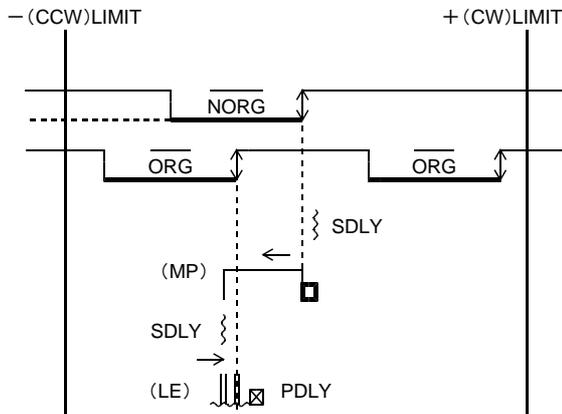 －(CCW)LIMIT
＋(CW)LIMIT
NORG
ORG
ORG
SDLY
(MP)
SDLY
(LE)
PDLY